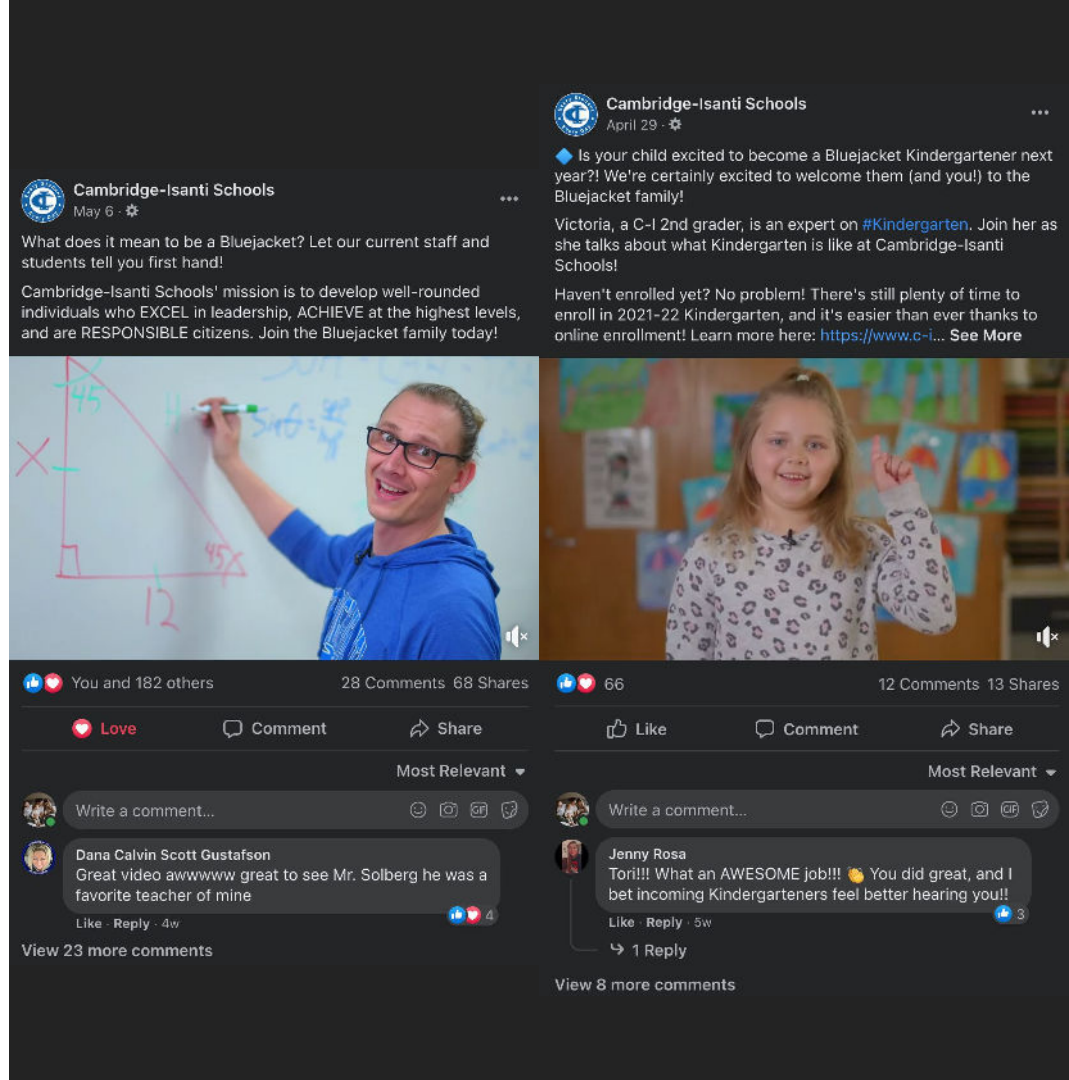 Cambridge-Isanti Schools
May 6 ·
What does it mean to be a Bluejacket? Let our current staff and
students tell you first hand!
Cambridge-Isanti Schools' mission is to develop well-rounded
individuals who EXCEL in leadership, ACHIEVE at the highest levels,
and are RESPONSIBLE citizens. Join the Bluejacket family today!
45
X
H
Sinθ =
45
X
12
You and 182 others
28 Comments 68 Shares
Love
Comment
Share
Most Relevant
Write a comment...
GIF
Dana Calvin Scott Gustafson
Great video awwwww great to see Mr. Solberg he was a
favorite teacher of mine
4
Like · Reply · 4w
View 23 more comments
Cambridge-Isanti Schools
April 29 ·
🔷 Is your child excited to become a Bluejacket Kindergartener next
year?! We're certainly excited to welcome them (and you!) to the
Bluejacket family!
Victoria, a C-I 2nd grader, is an expert on #Kindergarten. Join her as
she talks about what Kindergarten is like at Cambridge-Isanti
Schools!
Haven't enrolled yet? No problem! There's still plenty of time to
enroll in 2021-22 Kindergarten, and it's easier than ever thanks to
online enrollment! Learn more here: https://www.c-i... See More
66
12 Comments 13 Shares
Like
Comment
Share
Most Relevant
Write a comment...
GIF
Jenny Rosa
Tori!!! What an AWESOME job!!! 👏 You did great, and I
bet incoming Kindergarteners feel better hearing you!!
3
Like · Reply · 5w
1 Reply
View 8 more comments